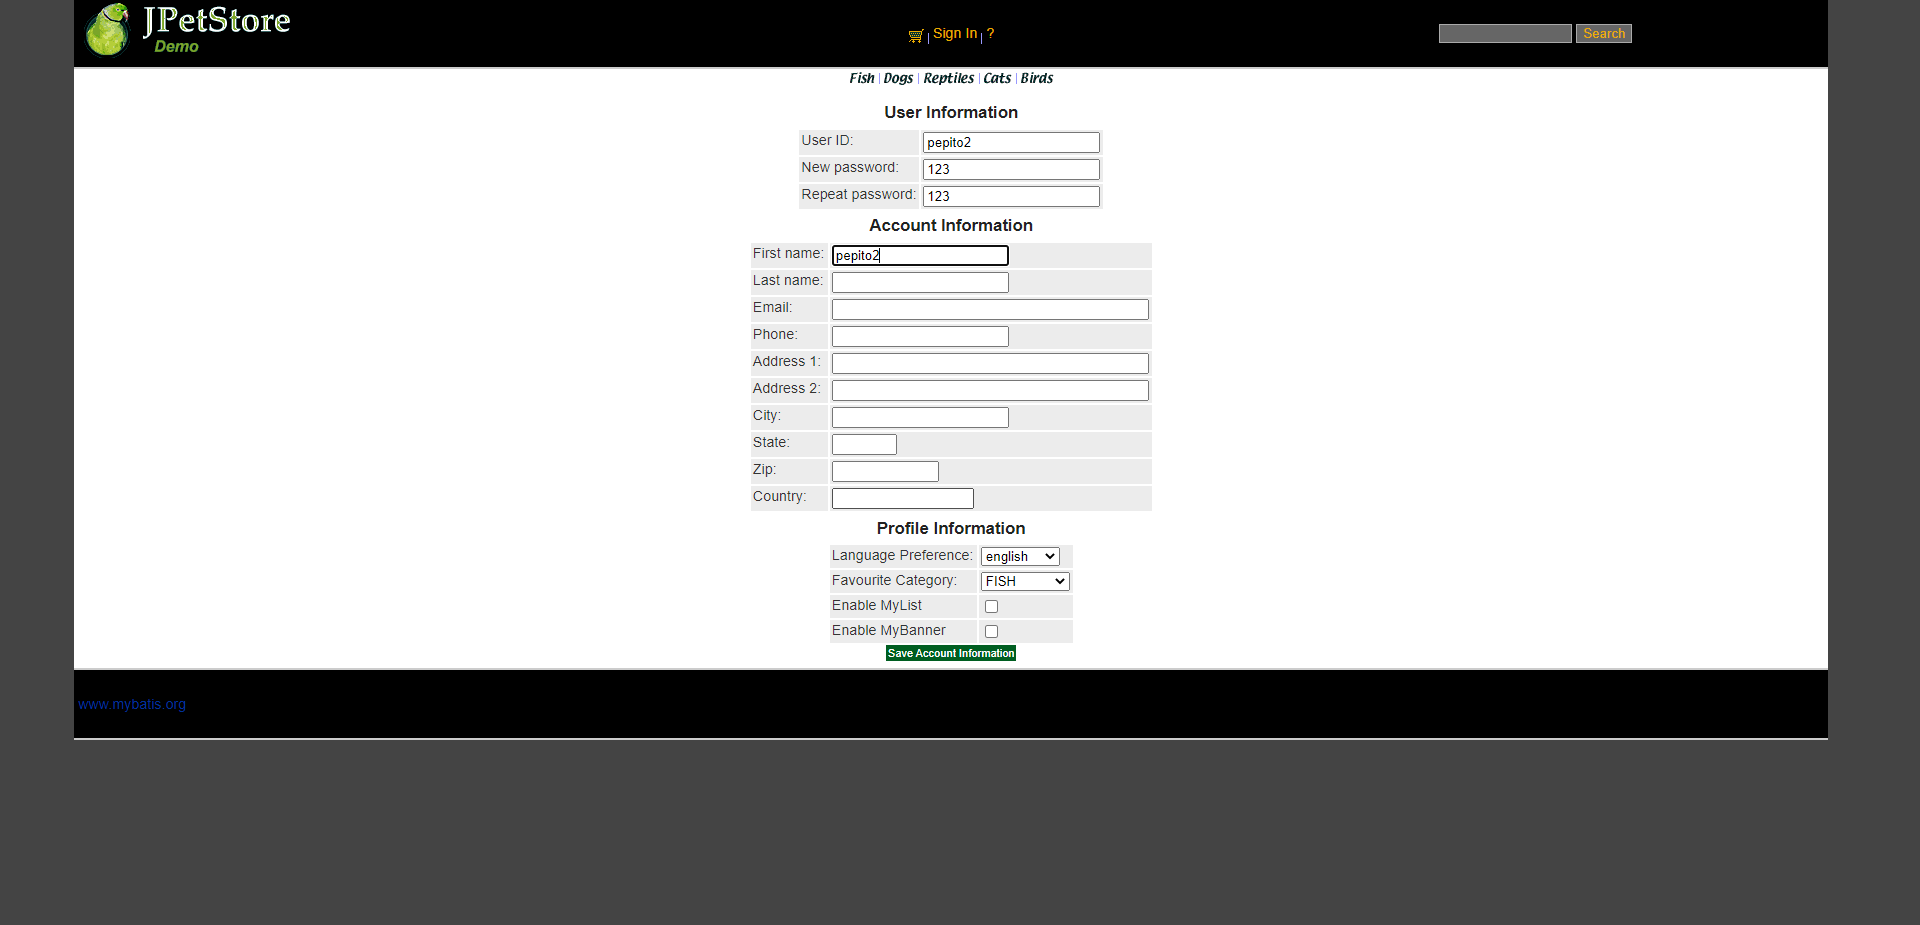 JPetStore
Demo
Sign In | ?
Search
Fish | Dogs | Reptiles | Cats | Birds
User Information
User ID: pepito2
New password: 123
Repeat password: 123
Account Information
First name: pepito2
Last name:
Email:
Phone:
Address 1:
Address 2:
City:
State:
Zip:
Country:
Profile Information
Language Preference: english
Favourite Category: FISH
Enable MyList
Enable MyBanner
Save Account Information
www.mybatis.org